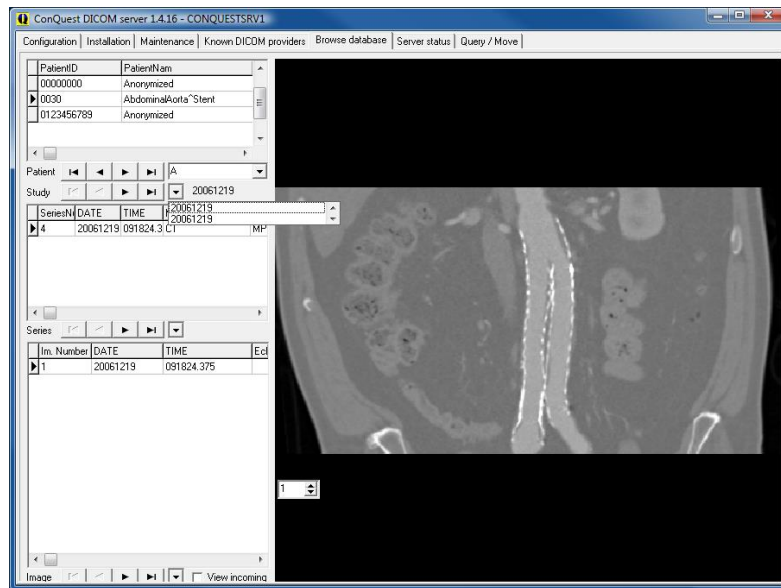 ConQuest DICOM server 1.4.16 - CONQUESTSRV1
Configuration Installation Maintenance Known DICOM providers Browse database Server status Query / Move
PatientID PatientNam
00000000 Anonymized
0030 AbdominalAorta^Stent
0123456789 Anonymized
Patient A
Study 20061219
20061219
20061219
SeriesN DATE TIME
4 20061219 091824.3 CT MP
Series
Im. Number DATE TIME Ecl
1 20061219 091824.375
1
Image View incoming